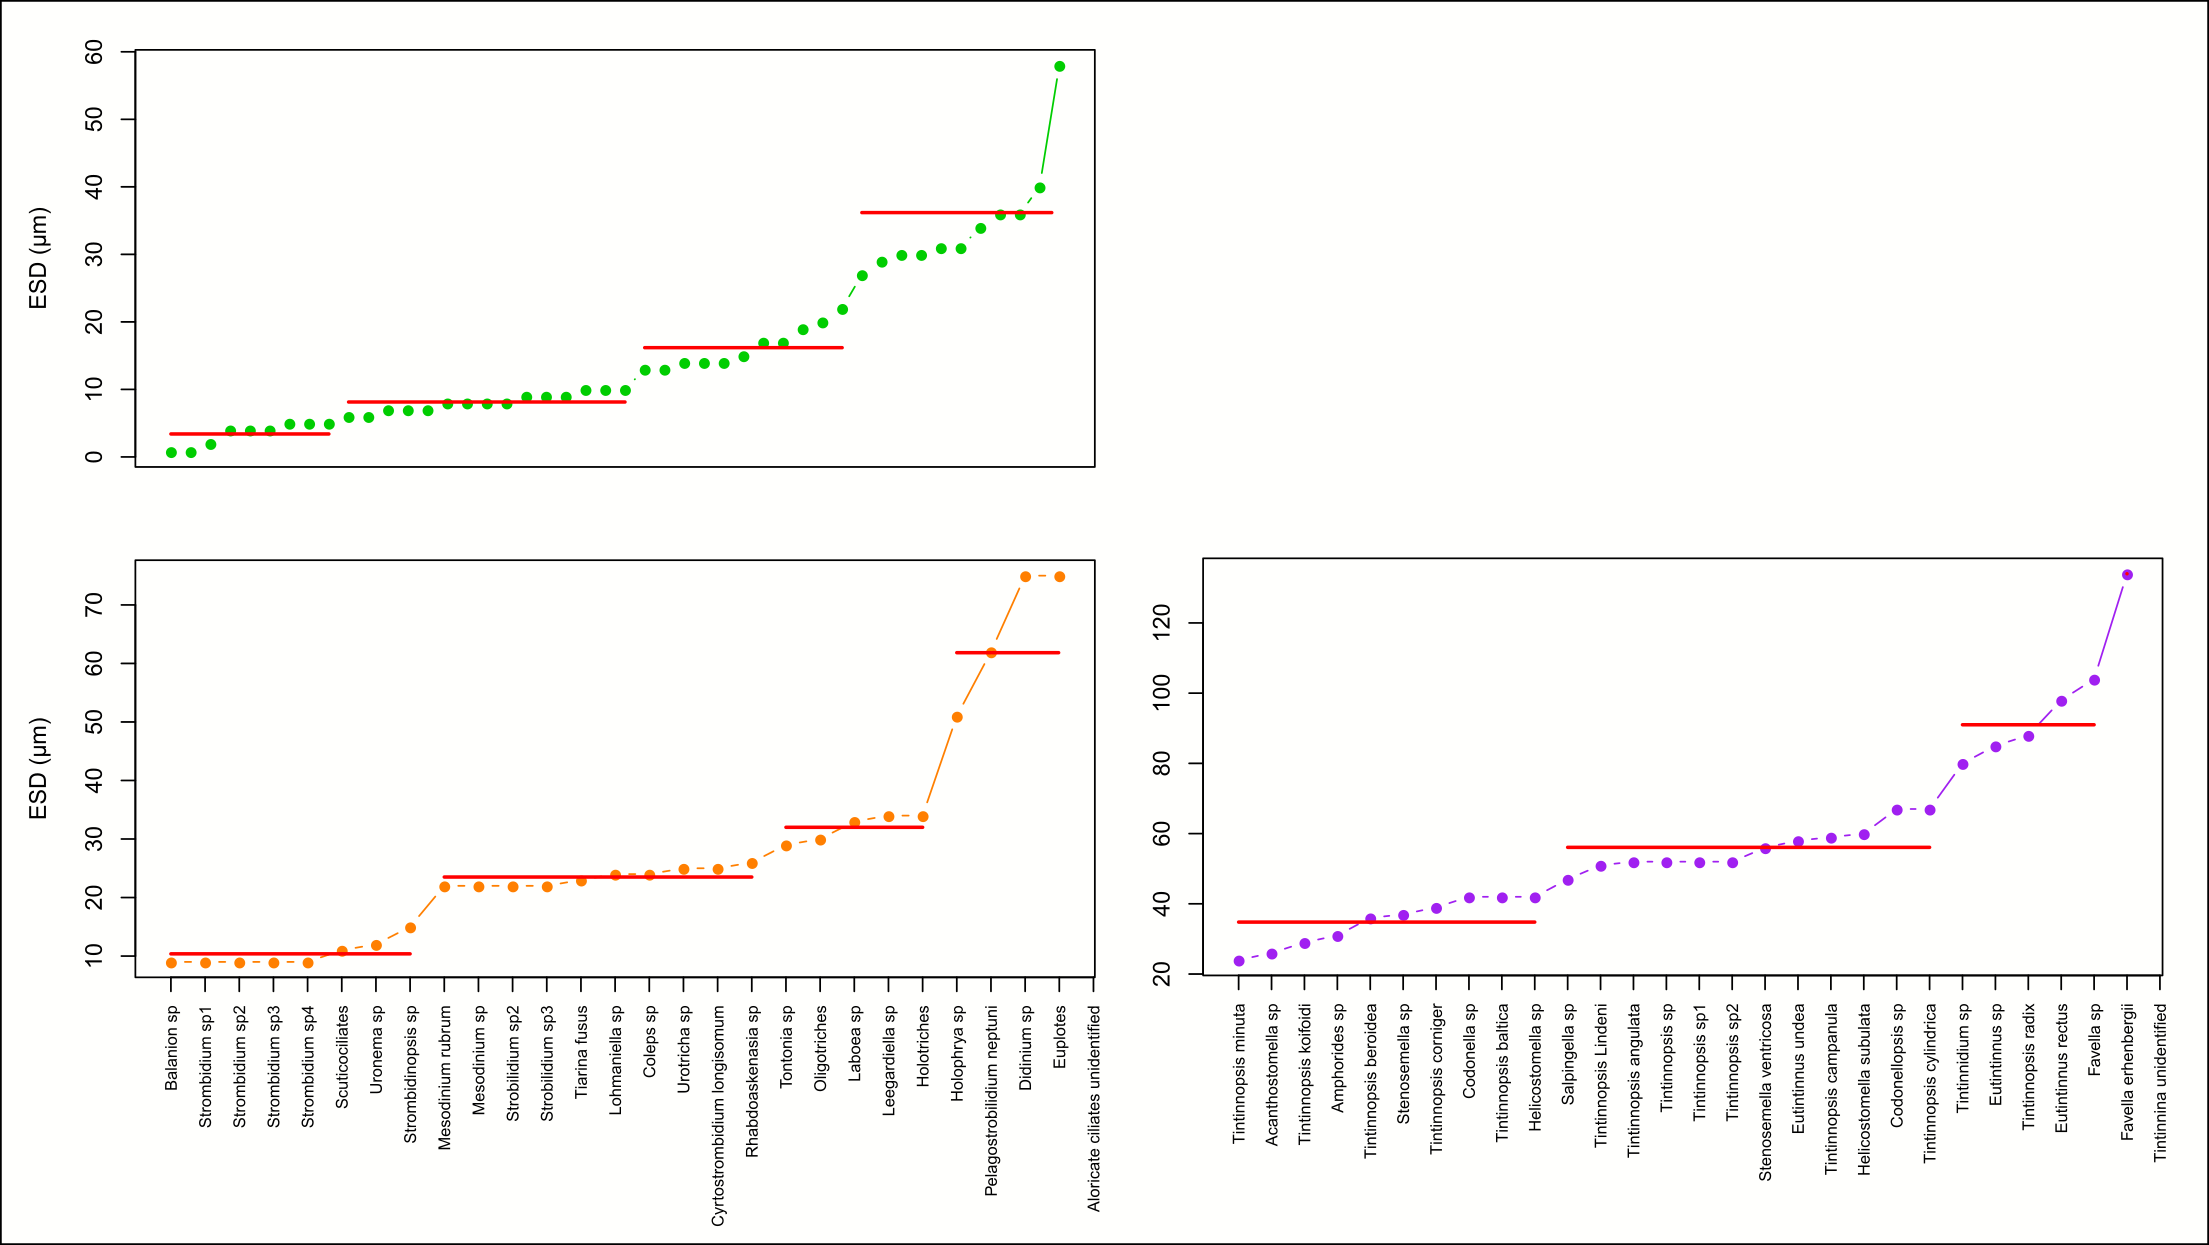 ESD (µm)
60
50
40
30
20
10
0
ESD (µm)
70
60
50
40
30
20
10
Balanion sp
Strombidium sp1
Strombidium sp2
Strombidium sp3
Strombidium sp4
Scuticociliates
Uronema sp
Strombidinopsis sp
Mesodinium rubrum
Mesodinium sp
Strobilidium sp2
Strobilidium sp3
Tiarina fusus
Lohmaniella sp
Coleps sp
Urotricha sp
Cyrtostrombidium longisomum
Rhabdoaskenasia sp
Tontonia sp
Oligotriches
Laboea sp
Leegardiella sp
Holotriches
Holophrya sp
Pelagostrobilidium neptuni
Didinium sp
Euplotes
Aloricate ciliates unidentified
120
100
80
60
40
20
Tintinnopsis minuta
Acanthostomella sp
Tintinnopsis koifoidi
Amphorides sp
Tintinnopsis beroidea
Stenosemella sp
Tintinnopsis corniger
Codonella sp
Tintinnopsis baltica
Helicostomella sp
Salpingella sp
Tintinnopsis Lindeni
Tintinnopsis angulata
Tintinnopsis sp
Tintinnopsis sp1
Tintinnopsis sp2
Stenosemella ventricosa
Eutintinnus undea
Tintinnopsis campanula
Helicostomella subulata
Codonellopsis sp
Tintinnopsis cylindrica
Tintinnidium sp
Eutintinnus sp
Tintinnopsis radix
Eutintinnus rectus
Favella sp
Favella erhenbergii
Tintinnina unidentified